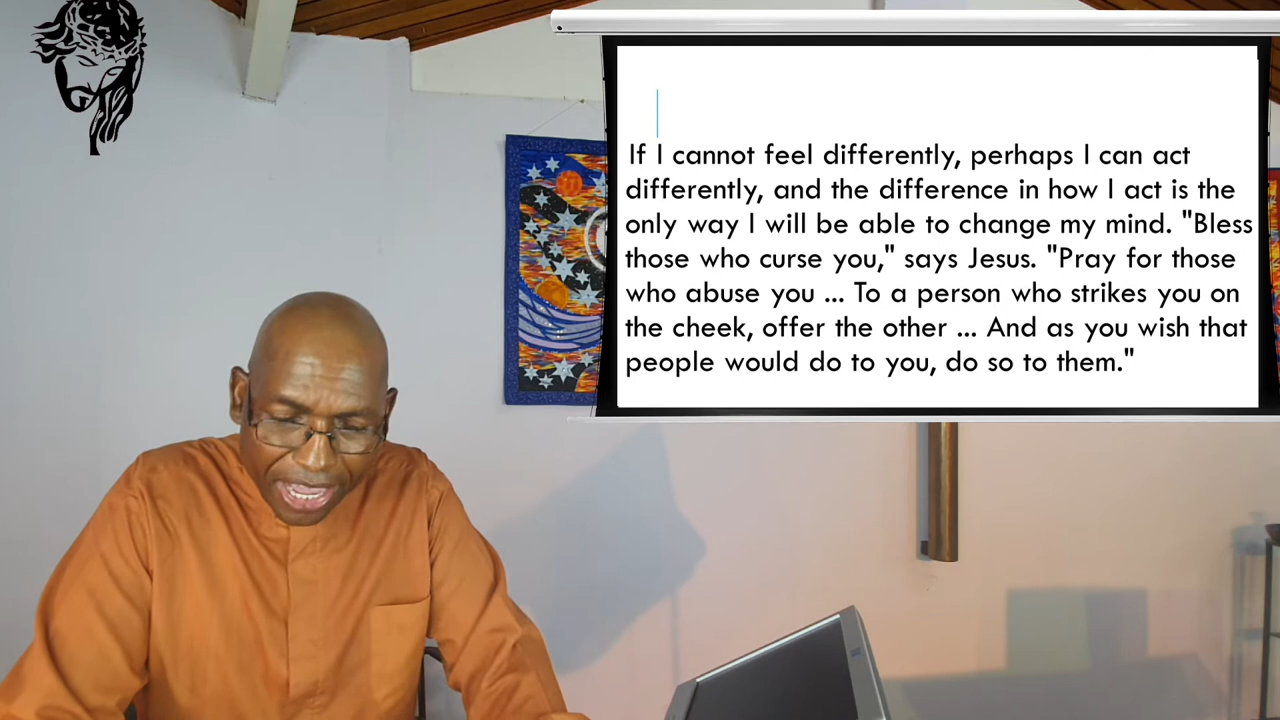 If I cannot feel differently, perhaps I can act
differently, and the difference in how I act is the
only way I will be able to change my mind. "Bless
those who curse you," says Jesus. "Pray for those
who abuse you ... To a person who strikes you on
the cheek, offer the other ... And as you wish that
people would do to you, do so to them."